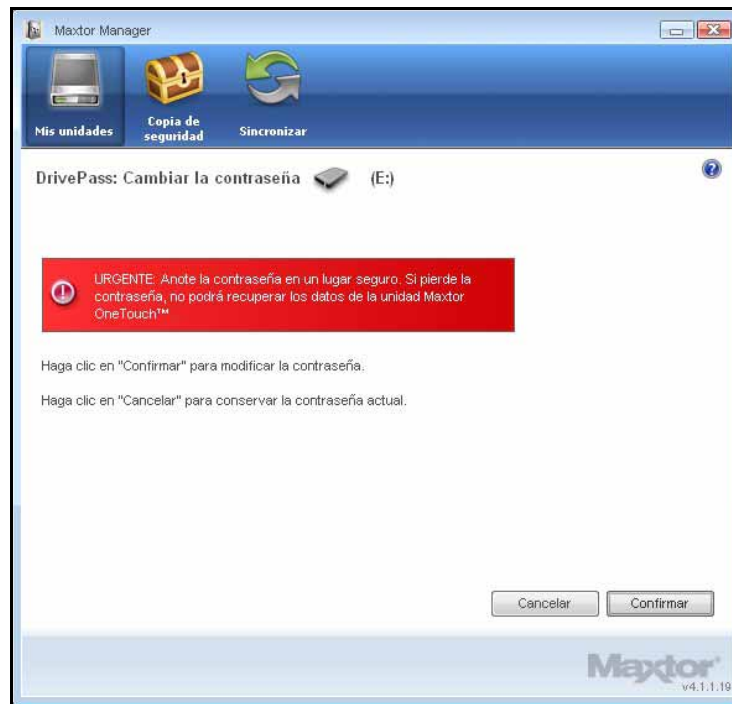 Maxtor Manager
Mis unidades
Copia de
seguridad
Sincronizar
DrivePass: Cambiar la contraseña (E:)
URGENTE: Anote la contraseña en un lugar seguro. Si pierde la
contraseña, no podrá recuperar los datos de la unidad Maxtor
OneTouch™
Haga clic en "Confirmar" para modificar la contraseña.
Haga clic en "Cancelar" para conservar la contraseña actual.
Cancelar
Confirmar
Maxtor
v4.1.1.19